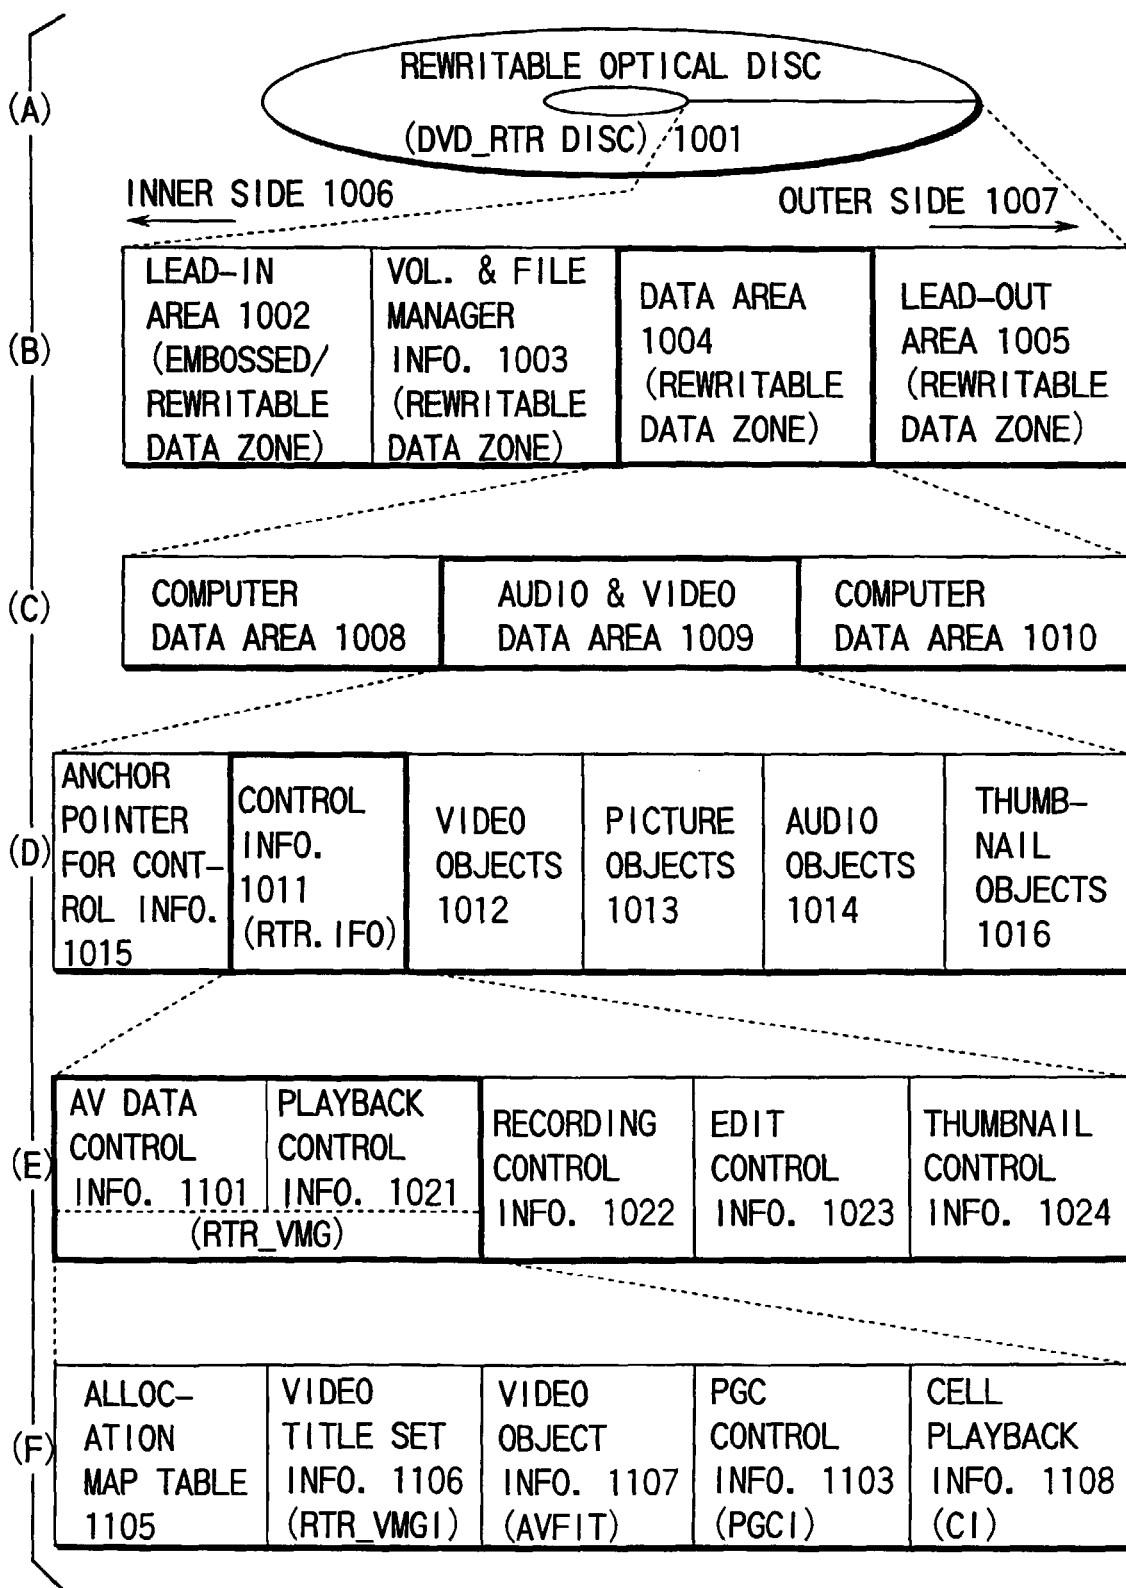 (A)
REWRITABLE OPTICAL DISC
(DVD_RTR DISC) 1001
INNER SIDE 1006
OUTER SIDE 1007
(B)
LEAD-IN
AREA 1002
(EMBOSSED/
REWRITABLE
DATA ZONE)
VOL. & FILE
MANAGER
INFO. 1003
(REWRITABLE
DATA ZONE)
DATA AREA
1004
(REWRITABLE
DATA ZONE)
LEAD-OUT
AREA 1005
(REWRITABLE
DATA ZONE)
(C)
COMPUTER
DATA AREA 1008
AUDIO & VIDEO
DATA AREA 1009
COMPUTER
DATA AREA 1010
(D)
ANCHOR
POINTER
FOR CONT-
ROL INFO.
1015
CONTROL
INFO.
1011
(RTR.IFO)
VIDEO
OBJECTS
1012
PICTURE
OBJECTS
1013
AUDIO
OBJECTS
1014
THUMB-
NAIL
OBJECTS
1016
(E)
AV DATA
CONTROL
INFO. 1101
PLAYBACK
CONTROL
INFO. 1021
(RTR_VMG)
RECORDING
CONTROL
INFO. 1022
EDIT
CONTROL
INFO. 1023
THUMBNAIL
CONTROL
INFO. 1024
(F)
ALLOC-
ATION
MAP TABLE
1105
VIDEO
TITLE SET
INFO. 1106
(RTR_VMGI)
VIDEO
OBJECT
INFO. 1107
(AVFIT)
PGC
CONTROL
INFO. 1103
(PGCI)
CELL
PLAYBACK
INFO. 1108
(CI)